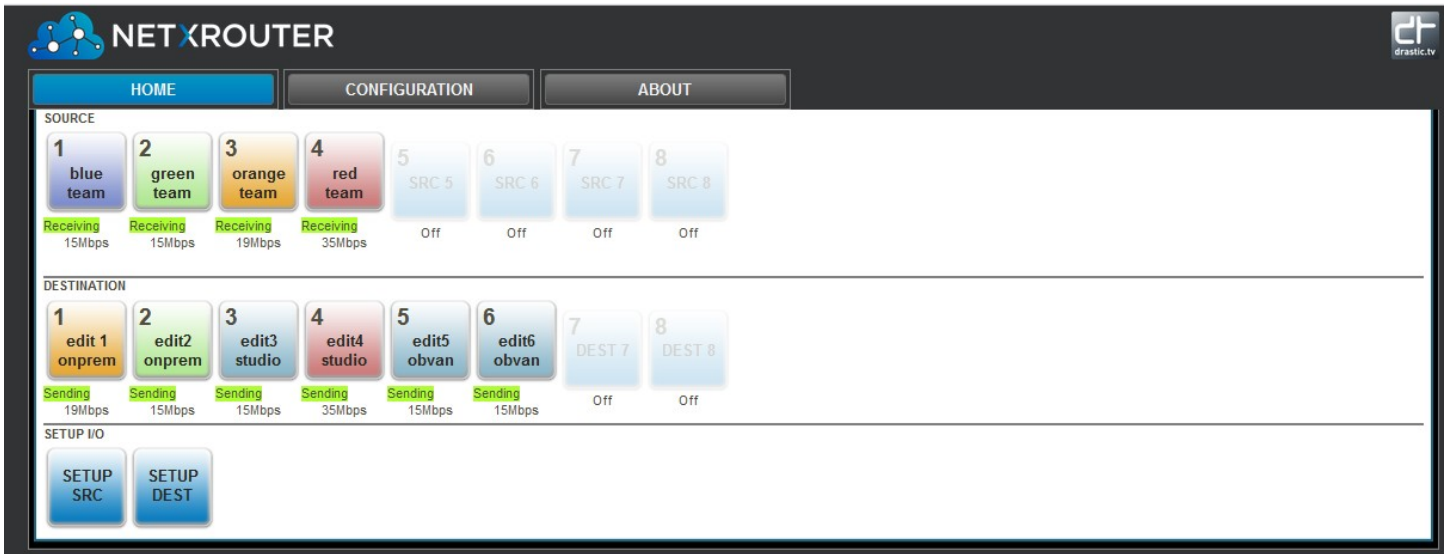 NETXROUTER
drastic.tv
HOME CONFIGURATION ABOUT
SOURCE
1 2 3 4 5 6 7 8
blue green orange red SRC 5 SRC 6 SRC 7 SRC 8
team team team team
Receiving Receiving Receiving Receiving Off Off Off Off
15Mbps 15Mbps 19Mbps 35Mbps
DESTINATION
1 2 3 4 5 6 7 8
edit 1 edit2 edit3 edit4 edit5 edit6 DEST 7 DEST 8
onprem onprem studio studio obvan obvan
Sending Sending Sending Sending Sending Sending Off Off
19Mbps 15Mbps 15Mbps 35Mbps 15Mbps 15Mbps
SETUP I/O
SETUP SETUP
SRC DEST